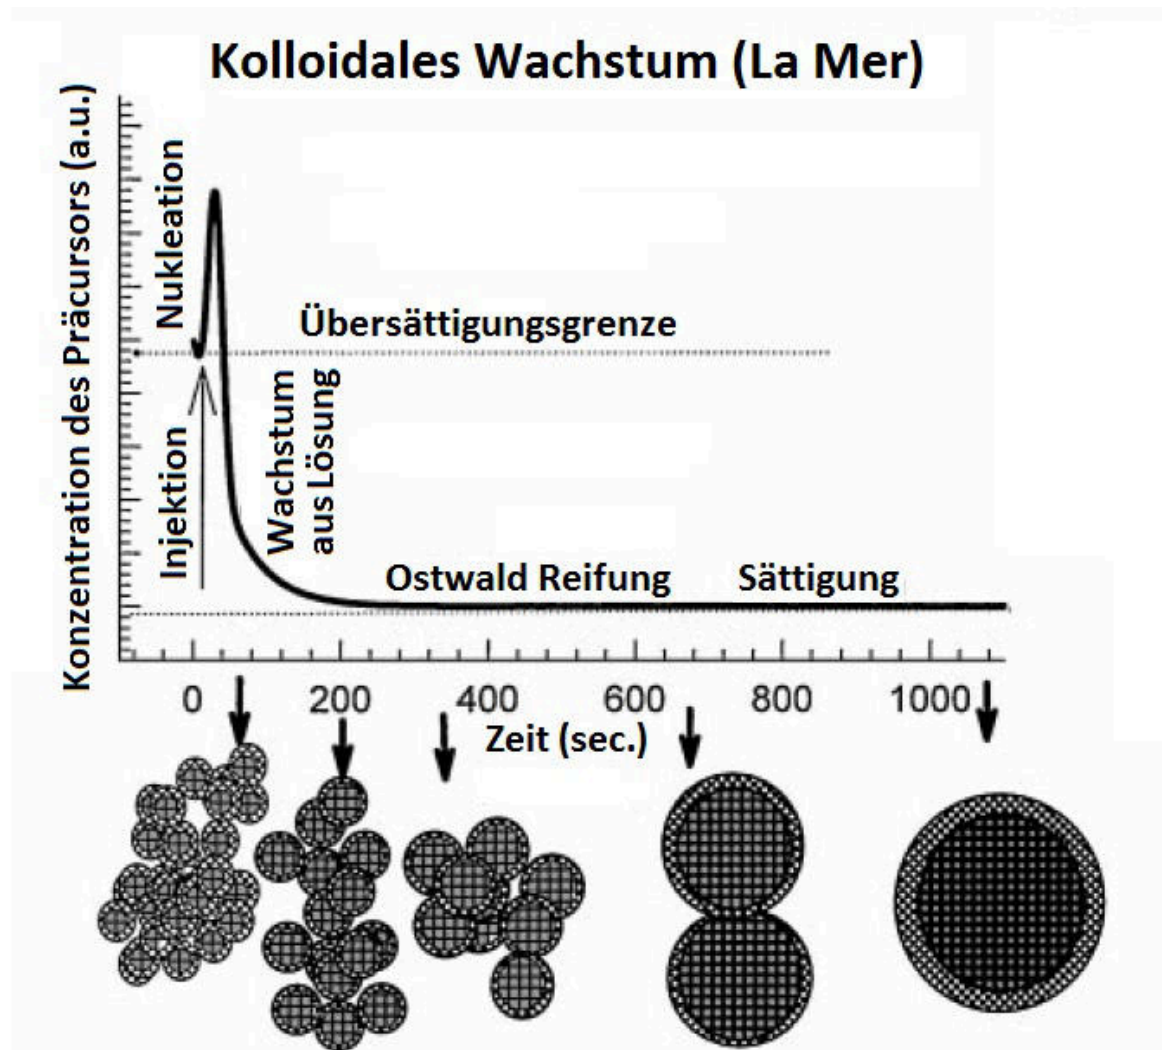 Kolloidales Wachstum (La Mer)
Konzentration des Präcursors (a.u.)
Nukleation
Übersättigungsgrenze
Injektion
Wachstum
aus Lösung
Ostwald Reifung
Sättigung
0 200 400 600 800 1000
Zeit (sec.)